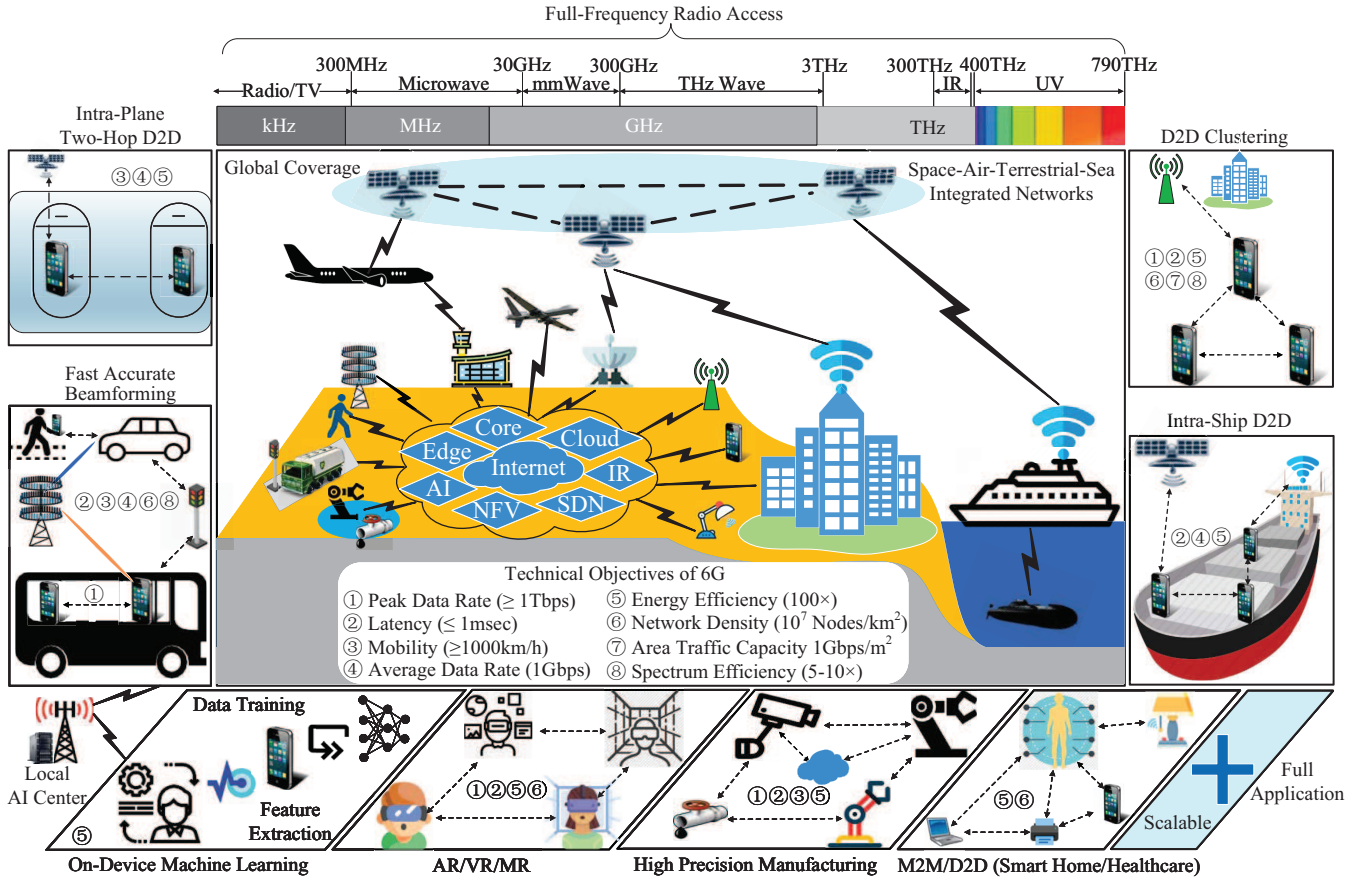 Full-Frequency Radio Access
300MHz
30GHz
300GHz
3THz
300THz
400THz
790THz
Radio/TV
Microwave
mmWave
THz Wave
IR
UV
kHz
MHz
GHz
THz
Intra-Plane
Two-Hop D2D
③④⑤
Global Coverage
Space-Air-Terrestrial-Sea
Integrated Networks
D2D Clustering
①②⑤
⑥⑦⑧
Fast Accurate
Beamforming
②③④⑥⑧
①
Core
Edge
Cloud
Internet
AI
IR
NFV
SDN
Intra-Ship D2D
②④⑤
Technical Objectives of 6G
① Peak Data Rate (≥ 1Tbps)
② Latency (≤ 1msec)
③ Mobility (≥1000km/h)
④ Average Data Rate (1Gbps)
⑤ Energy Efficiency (100×)
⑥ Network Density (10⁷ Nodes/km²)
⑦ Area Traffic Capacity 1Gbps/m²
⑧ Spectrum Efficiency (5-10×)
Local
AI Center
Data Training
Feature
Extraction
⑤
On-Device Machine Learning
①②⑤⑥
AR/VR/MR
①②③⑤
High Precision Manufacturing
⑤⑥
M2M/D2D (Smart Home/Healthcare)
Scalable
Full
Application